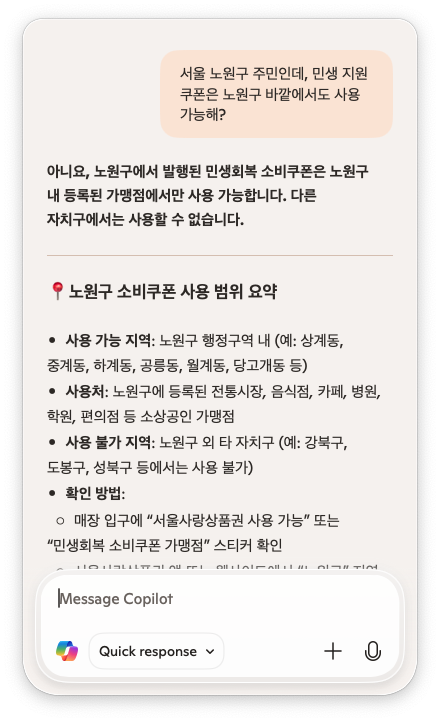 서울 노원구 주민인데, 민생 지원
쿠폰은 노원구 바깥에서도 사용
가능해?
아니요, 노원구에서 발행된 민생회복 소비쿠폰은 노원구
내 등록된 가맹점에서만 사용 가능합니다. 다른
자치구에서는 사용할 수 없습니다.
노원구 소비쿠폰 사용 범위 요약
• 사용 가능 지역: 노원구 행정구역 내 (예: 상계동,
중계동, 하계동, 공릉동, 월계동, 당고개동 등)
• 사용처: 노원구에 등록된 전통시장, 음식점, 카페, 병원,
학원, 편의점 등 소상공인 가맹점
• 사용 불가 지역: 노원구 외 타 자치구 (예: 강북구,
도봉구, 성북구 등에서는 사용 불가)
• 확인 방법:
○ 매장 입구에 “서울사랑상품권 사용 가능” 또는
“민생회복 소비쿠폰 가맹점” 스티커 확인
Message Copilot
Quick response